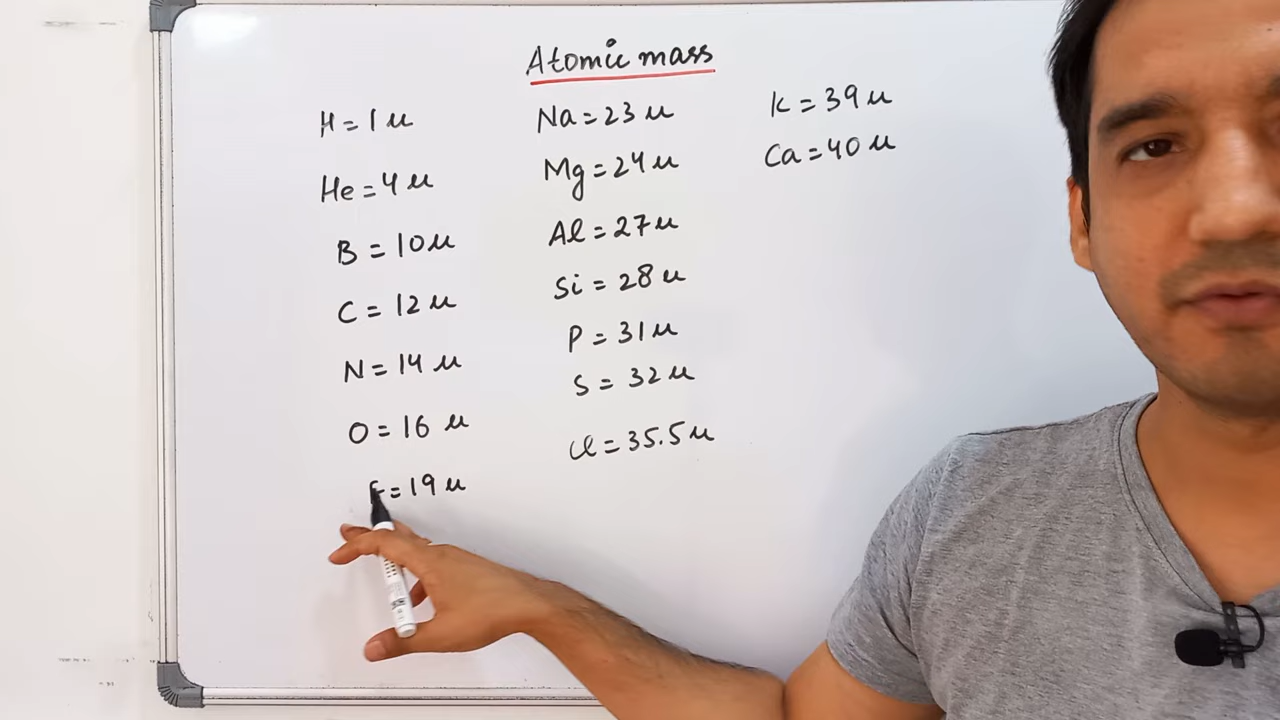 Atomic mass
H = 1 u
He = 4 u
B = 10 u
C = 12 u
N = 14 u
O = 16 u
F = 19 u
Na = 23 u
Mg = 24 u
Al = 27 u
Si = 28 u
P = 31 u
S = 32 u
Cl = 35.5 u
K = 39 u
Ca = 40 u